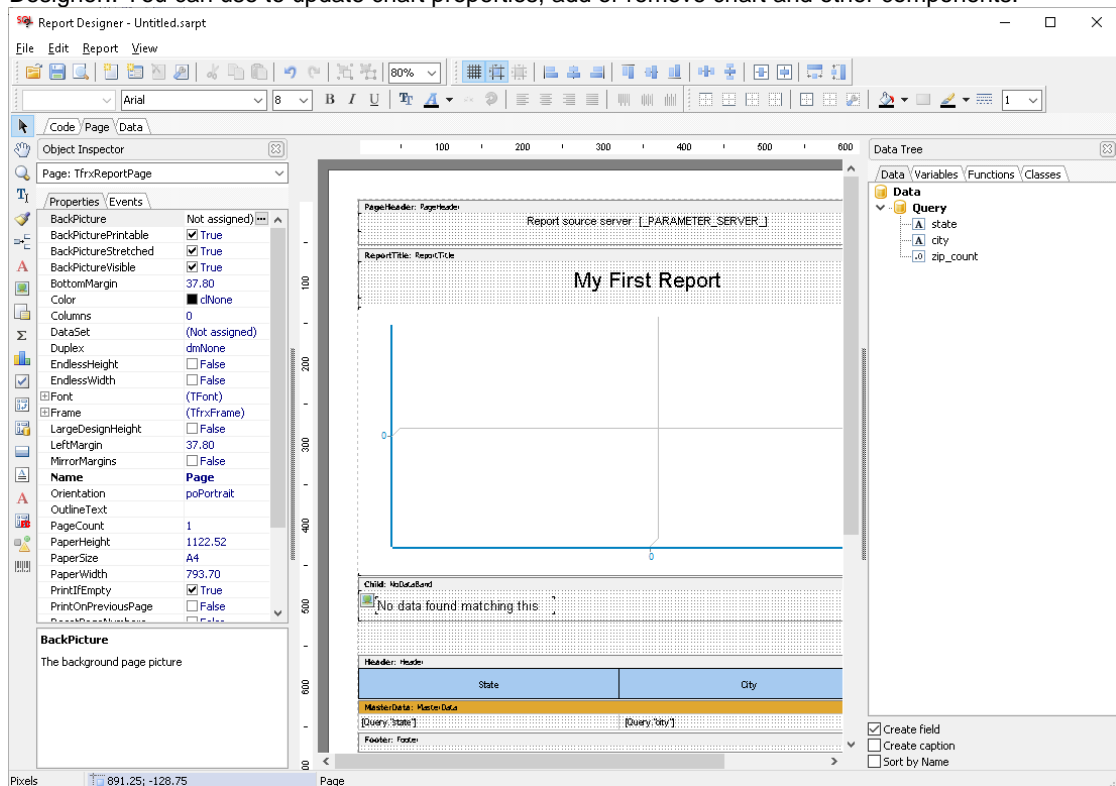 Designer.. You can use to update chart properties, add or remove chart and other components.
Report Designer - Untitled.sarpt
File Edit Report View
80%
Arial 8 B I U 1
Code Page Data
Object Inspector
Page: TfrxReportPage
Properties Events
BackPicture Not assigned)
BackPicturePrintable True
BackPictureStretched True
BackPictureVisible True
BottomMargin 37.80
Color clNone
Columns 0
DataSet (Not assigned)
Duplex dmNone
EndlessHeight False
EndlessWidth False
Font (TFont)
Frame (TfrxFrame)
LargeDesignHeight False
LeftMargin 37.80
MirrorMargins False
Name Page
Orientation poPortrait
OutlineText
PageCount 1
PaperHeight 1122.52
PaperSize A4
PaperWidth 793.70
PrintIfEmpty True
PrintOnPreviousPage False
BackPicture
The background page picture
100 200 300 400 500 600
100
200
300
400
500
600
PageHeader: PageHeader
Report source server [_PARAMETER_SERVER_]
ReportTitle: ReportTitle
My First Report
0
0
Child: NoDataBand
No data found matching this
Header: Header
State City
MasterData: MasterData
[Query."state"] [Query."city"]
Footer: Footer
Data Tree
Data Variables Functions Classes
Data
Query
state
city
zip_count
Create field
Create caption
Sort by Name
Pixels 891.25; -128.75 Page